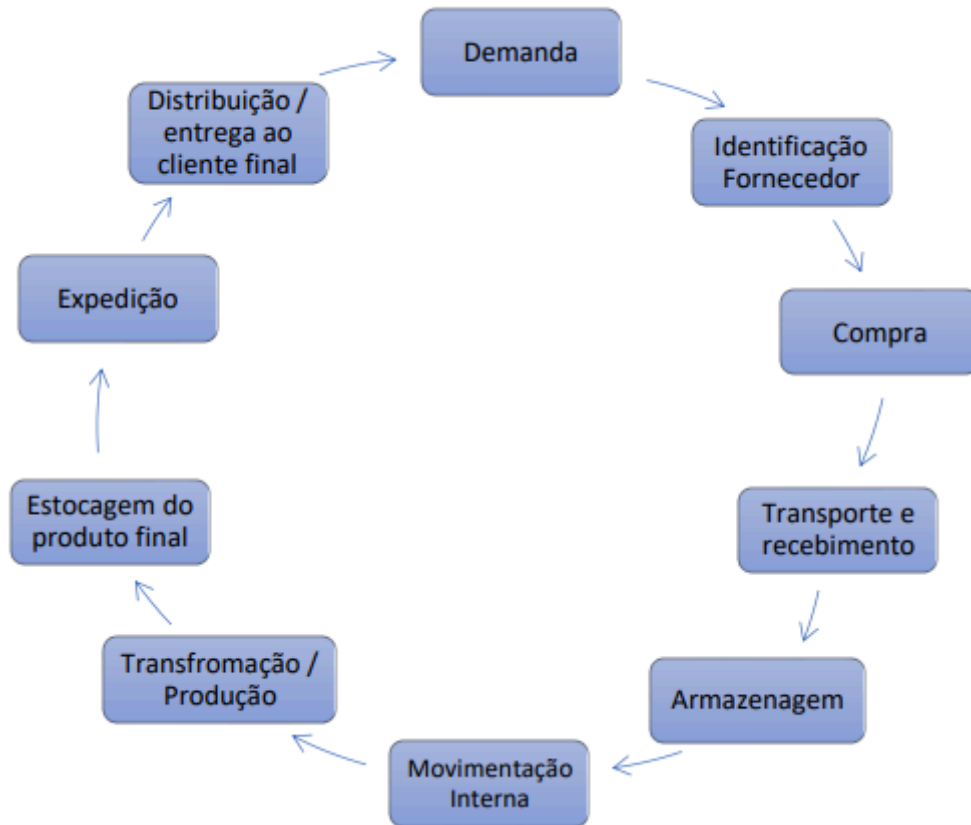 Demanda
Identificação
Fornecedor
Compra
Transporte e
recebimento
Armazenagem
Movimentação
Interna
Transfromação /
Produção
Estocagem do
produto final
Expedição
Distribuição /
entrega ao
cliente final